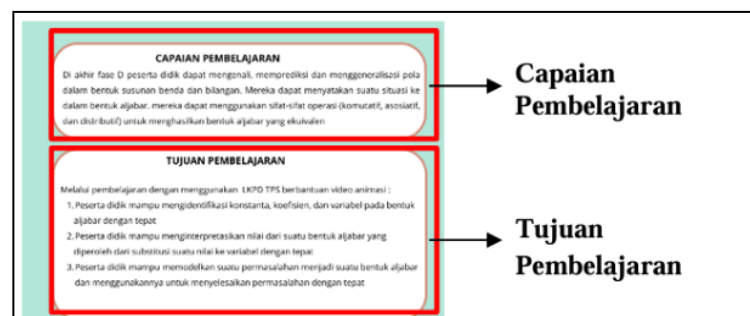 CAPAIAN PEMBELAJARAN
Di akhir fase D peserta didik dapat mengenali, memprediksi dan menggeneralisasi pola
dalam bentuk susunan benda dan bilangan. Mereka dapat menyatakan suatu situasi ke
dalam bentuk aljabar. mereka dapat menggunakan sifat-sifat operasi (komutatif, asosiatif,
dan distributif) untuk menghasilkan bentuk aljabar yang ekuivalen
Capaian
Pembelajaran
TUJUAN PEMBELAJARAN
Melalui pembelajaran dengan menggunakan LKPD TPS berbantuan video animasi :
1. Peserta didik mampu mengidentifikasi konstanta, koefisien, dan variabel pada bentuk
aljabar dengan tepat
2. Peserta didik mampu menginterpretasikan nilai dari suatu bentuk aljabar yang
diperoleh dari substitusi suatu nilai ke variabel dengan tepat
3. Peserta didik mampu memodelkan suatu permasalahan menjadi suatu bentuk aljabar
dan menggunakannya untuk menyelesaikan permasalahan dengan tepat
Tujuan
Pembelajaran